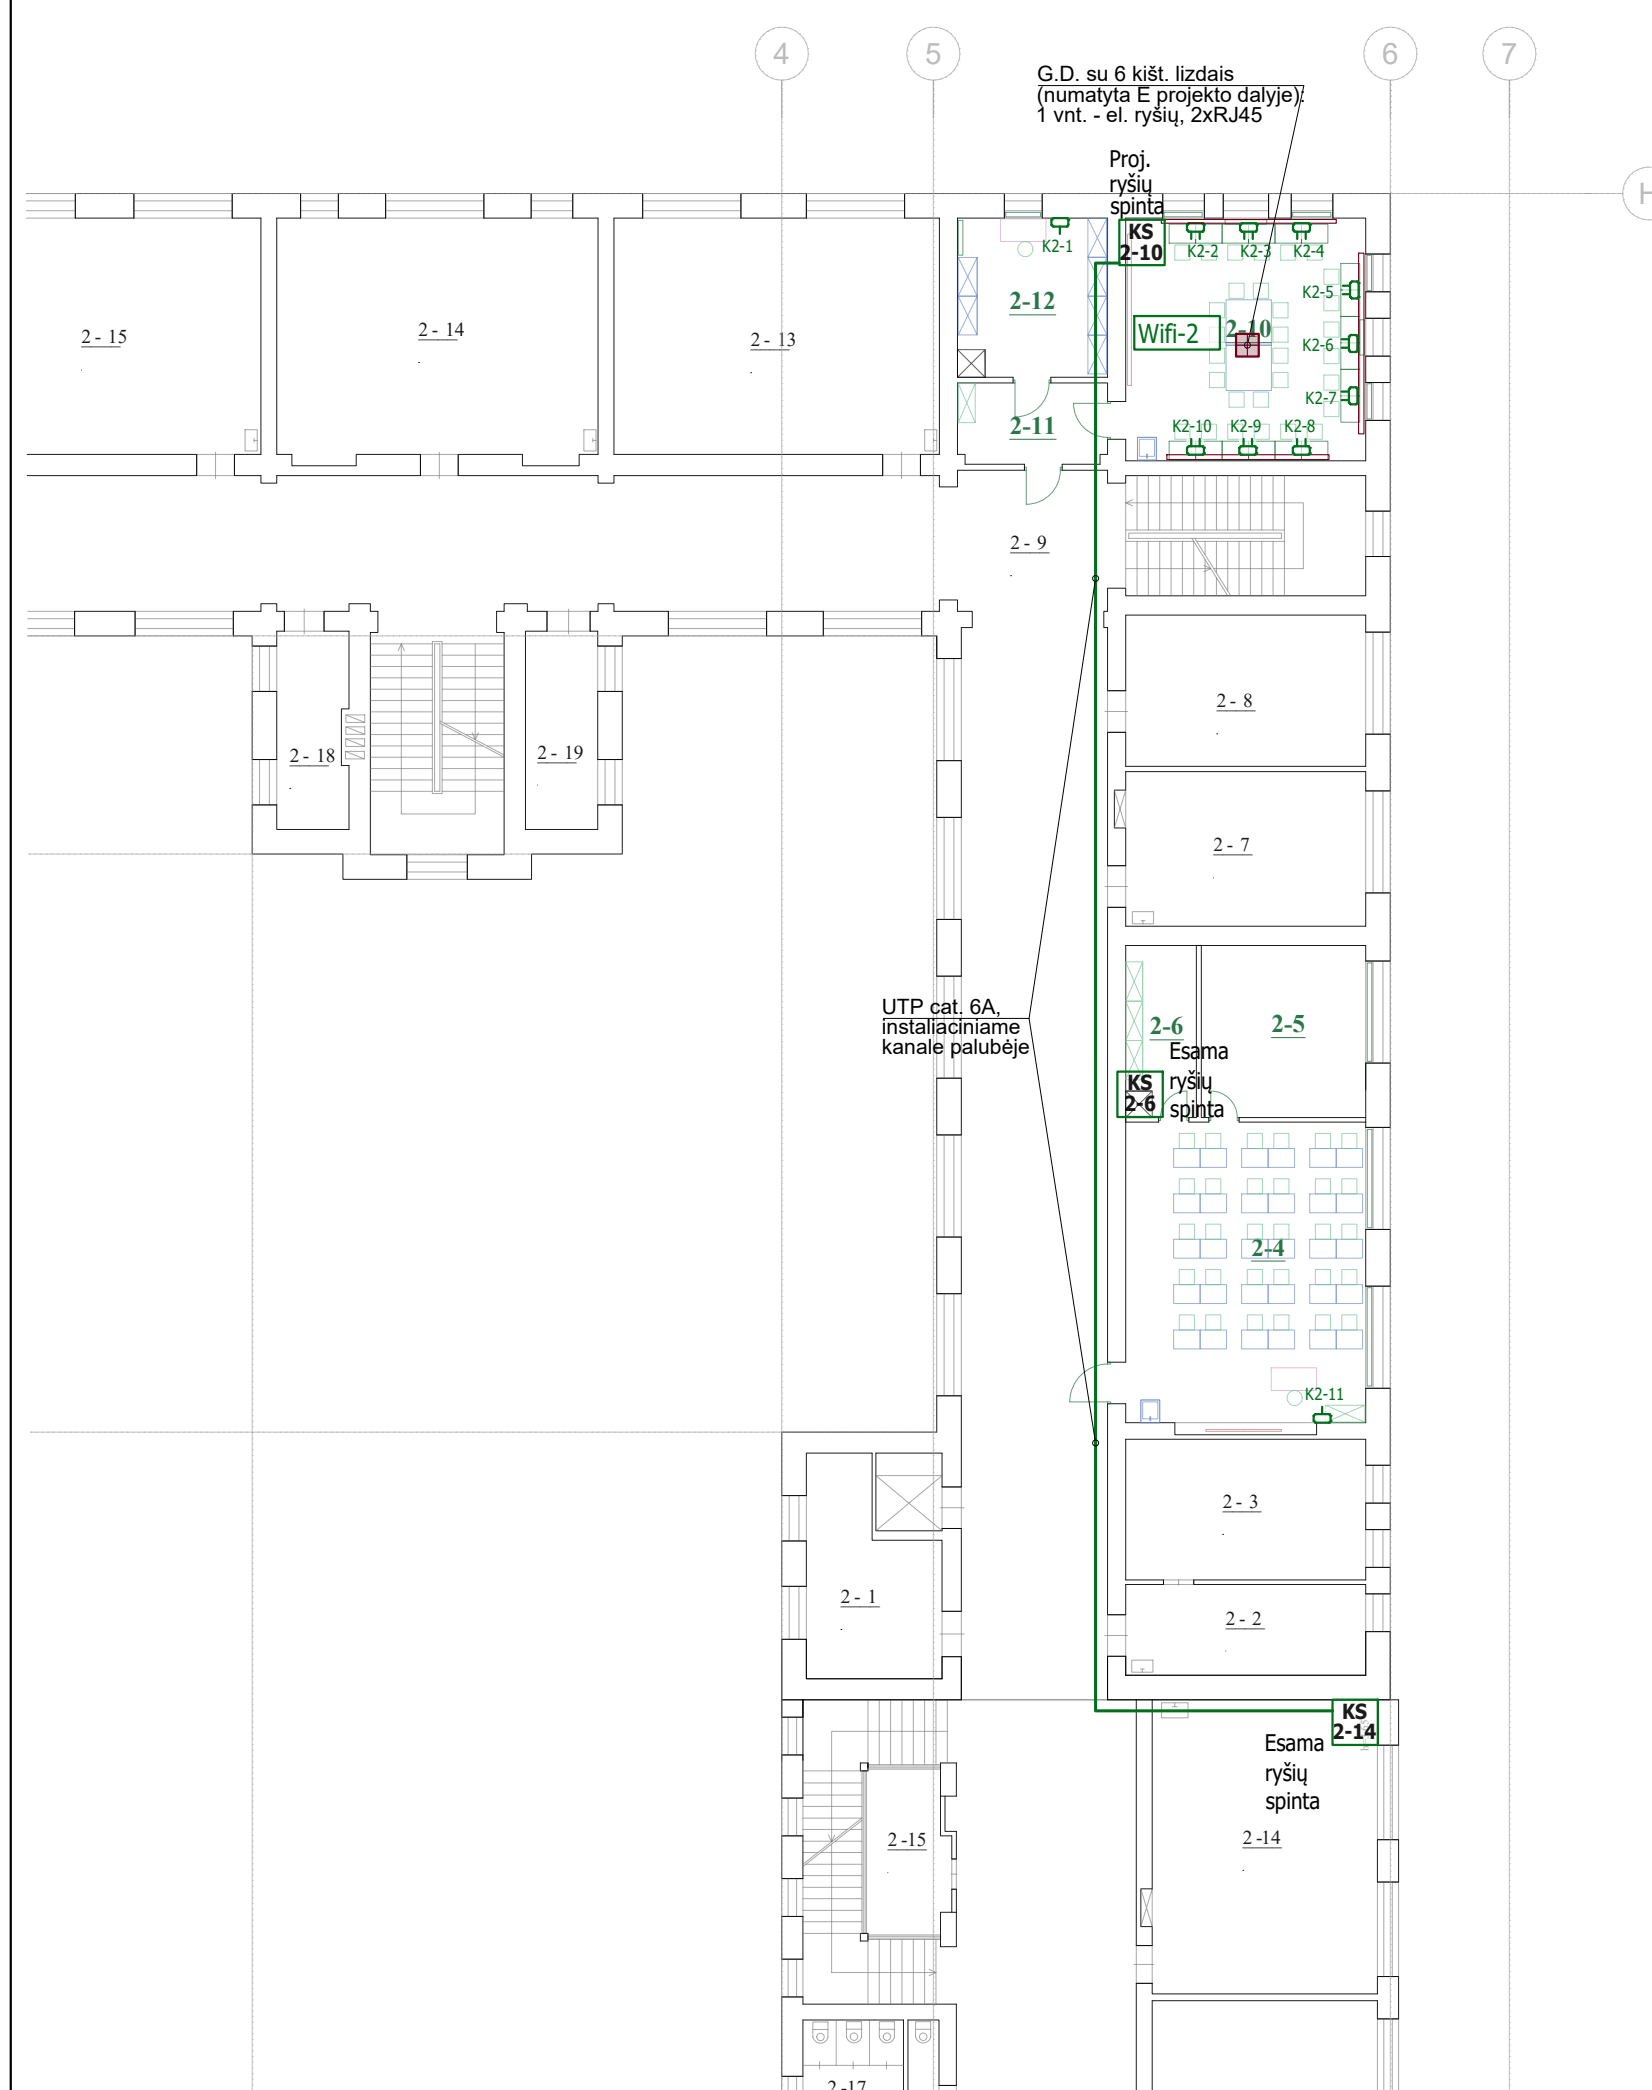 4
5
6
7
G.D. su 6 kišt. lizdais
(numatyta E projekto dalyje):
1 vnt. - el. ryšių, 2xRJ45
Proj.
ryšių
spinta
KS
2-10
K2-1
K2-2
K2-3
K2-4
K2-5
K2-6
K2-7
K2-10
K2-9
K2-8
Wifi-2
2-10
2-12
2-11
2 - 15
2 - 14
2 - 13
2 - 9
2 - 8
2 - 18
2 - 19
2 - 7
UTP cat. 6A,
instaliaciniame
kanale palubėje
2-6
2-5
Esama
ryšių
spinta
KS
2-6
2-4
K2-11
2 - 3
2 - 1
2 - 2
KS
2-14
Esama
ryšių
spinta
2 -14
2 -15
2 -17